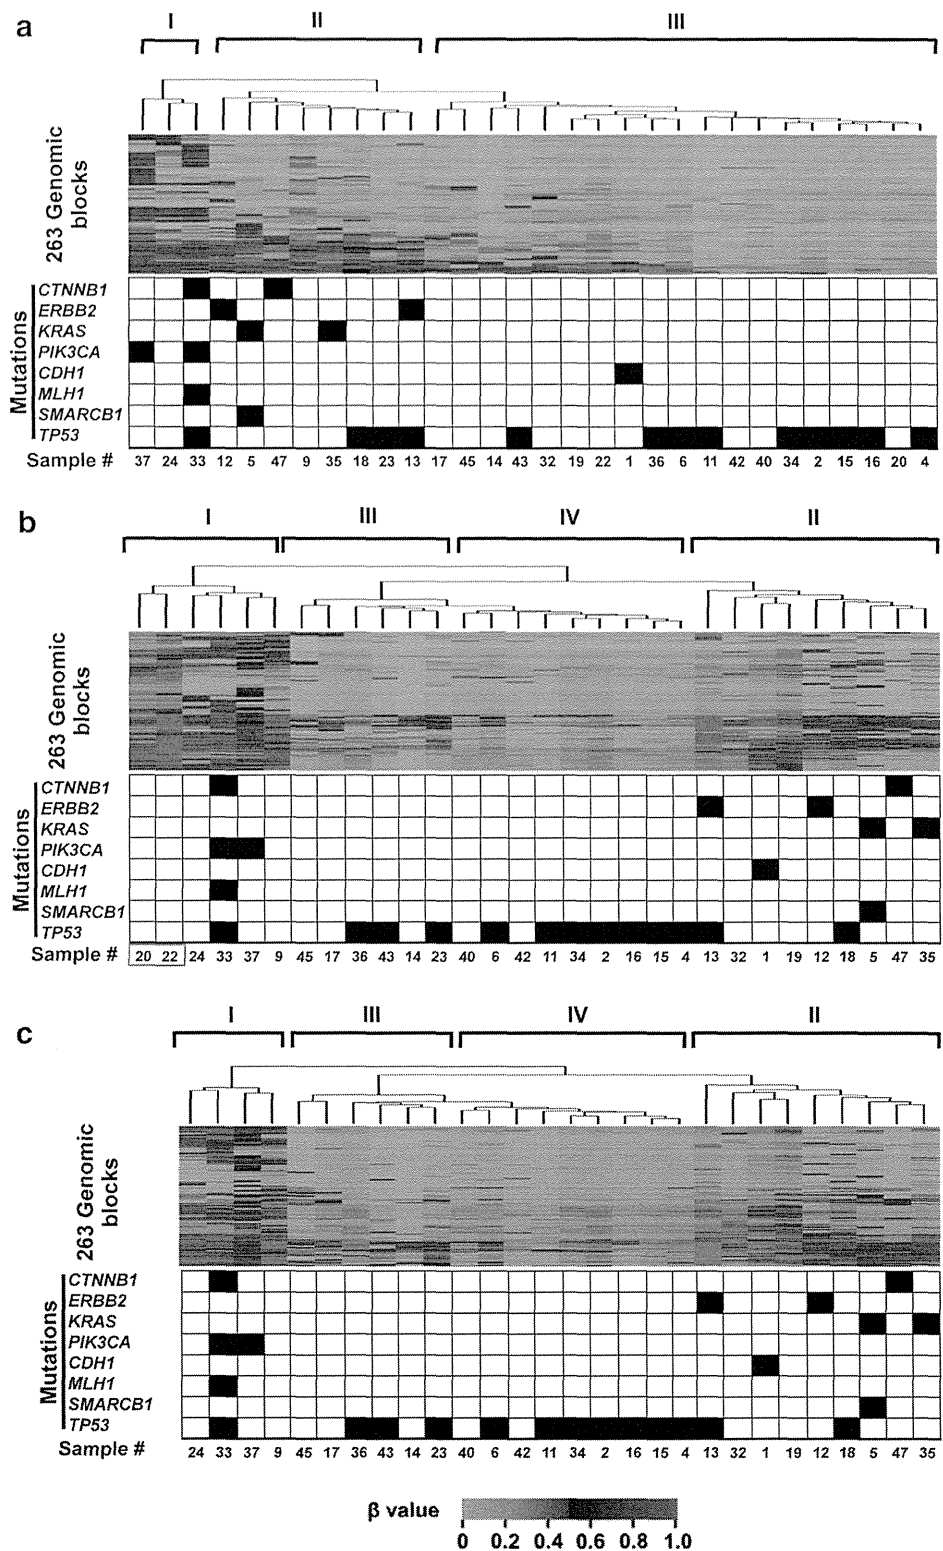 a
I II III
263 Genomic
blocks
Mutations
CTNNB1
ERBB2
KRAS
PIK3CA
CDH1
MLH1
SMARCB1
TP53
Sample # 37 24 33 12 5 47 9 35 18 23 13 17 45 14 43 32 19 22 1 36 6 11 42 40 34 2 15 16 20 4
b
I III IV II
263 Genomic
blocks
Mutations
CTNNB1
ERBB2
KRAS
PIK3CA
CDH1
MLH1
SMARCB1
TP53
Sample # 20 22 24 33 37 9 45 17 36 43 14 23 40 6 42 11 34 2 16 15 4 13 32 1 19 12 18 5 47 35
c
I III IV II
263 Genomic
blocks
Mutations
CTNNB1
ERBB2
KRAS
PIK3CA
CDH1
MLH1
SMARCB1
TP53
Sample # 24 33 37 9 45 17 36 43 14 23 40 6 42 11 34 2 16 15 4 13 32 1 19 12 18 5 47 35
β value
0 0.2 0.4 0.6 0.8 1.0